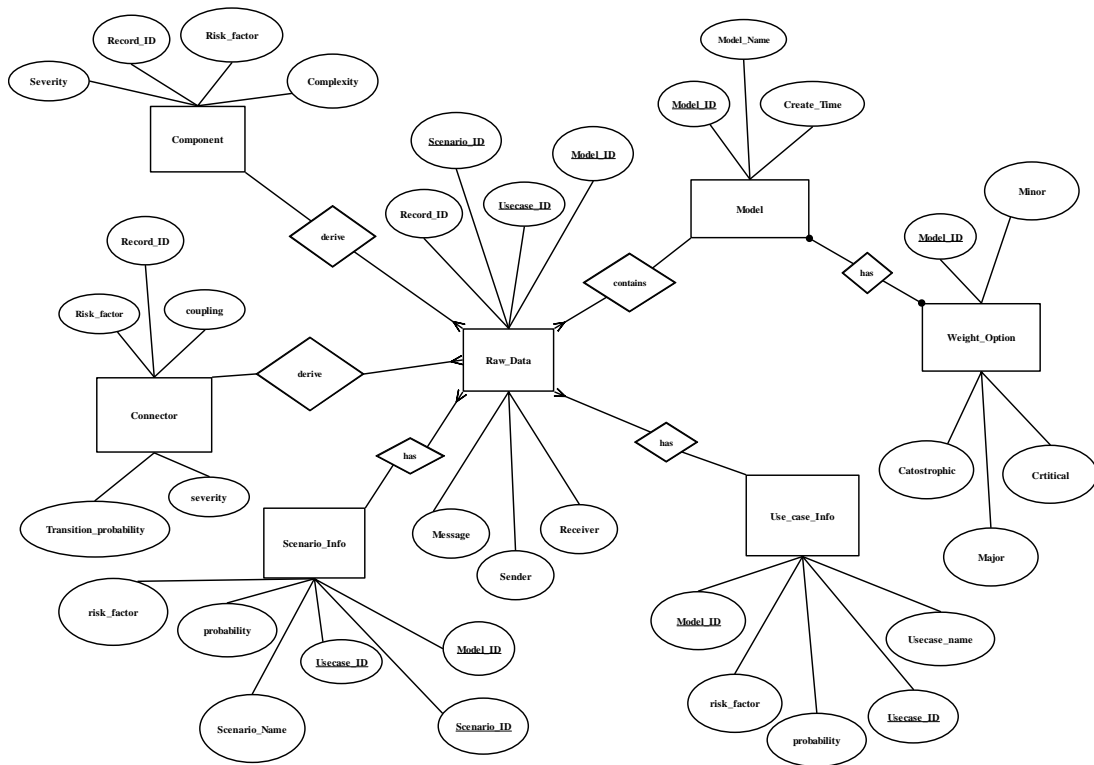 Model_Name
Risk_factor
Record_ID
Severity
Complexity
Model_ID
Create_Time
Component
Scenario_ID
Model_ID
Usecase_ID
Record_ID
Model
Minor
Model_ID
derive
Record_ID
contains
has
Risk_factor
coupling
Raw_Data
Weight_Option
derive
Connector
has
has
Catostrophic
Crtitical
severity
Transition_probability
Message
Receiver
Use_case_Info
Scenario_Info
Sender
Major
risk_factor
probability
Usecase_ID
Model_ID
Model_ID
Usecase_name
risk_factor
Usecase_ID
Scenario_Name
Scenario_ID
probability